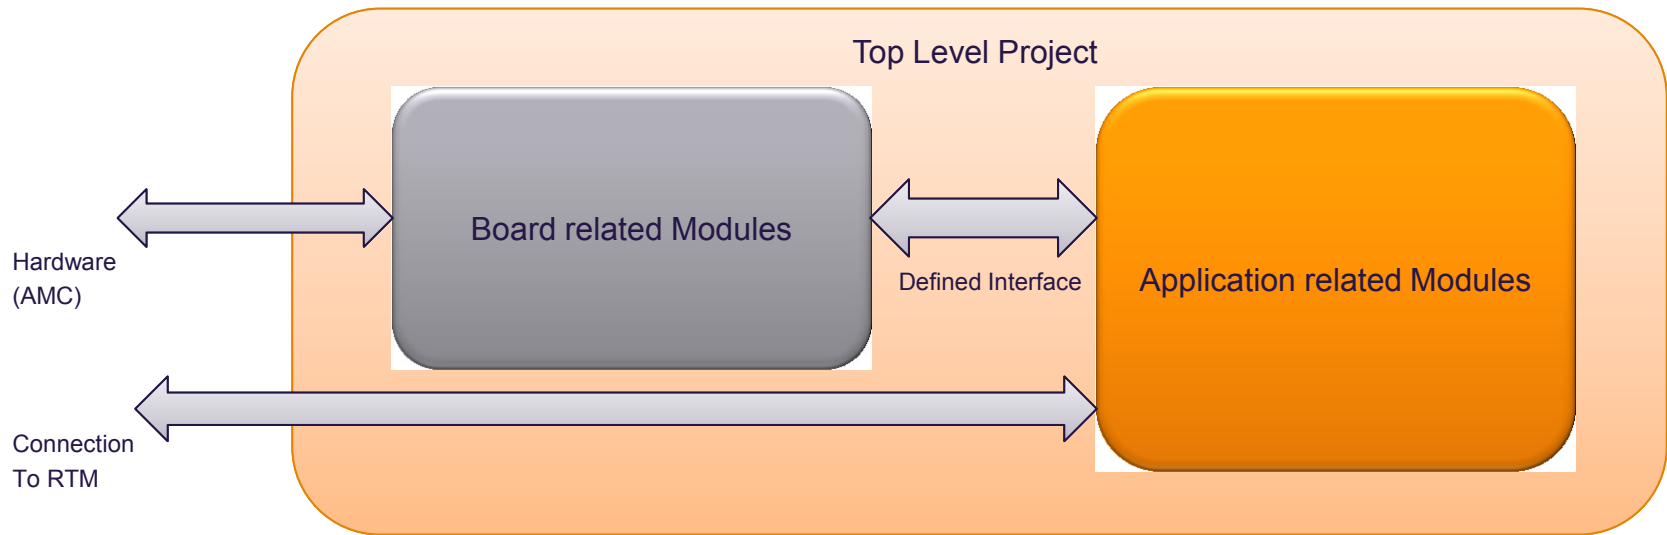 Top Level Project
Board related Modules
Hardware
(AMC)
Defined Interface
Application related Modules
Connection
To RTM